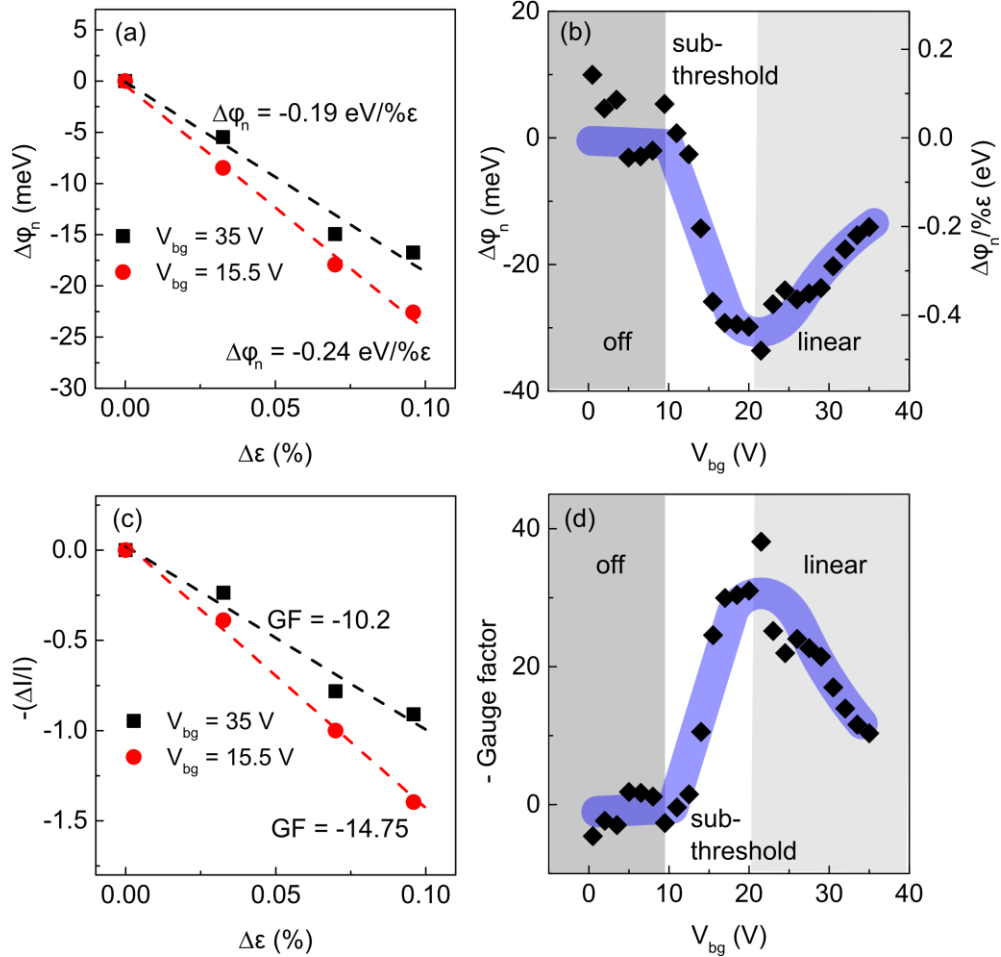 (a)
5
0
-5
-10
-15
-20
-25
-30
Δφn (meV)
Δφn = -0.19 eV/%ε
Vbg = 35 V
Vbg = 15.5 V
Δφn = -0.24 eV/%ε
0.00 0.05 0.10
Δε (%)
(b)
20
0
-20
-40
Δφn (meV)
sub-
threshold
off
linear
0.2
0.0
-0.2
-0.4
Δφn/%ε (eV)
0 10 20 30 40
Vbg (V)
(c)
0.0
-0.5
-1.0
-1.5
-(ΔI/I)
GF = -10.2
Vbg = 35 V
Vbg = 15.5 V
GF = -14.75
0.00 0.05 0.10
Δε (%)
(d)
40
20
0
- Gauge factor
off
linear
sub-
threshold
0 10 20 30 40
Vbg (V)